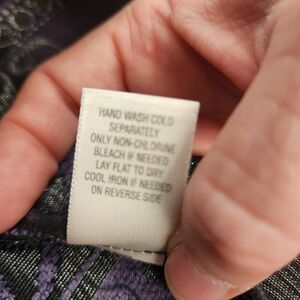 HAND WASH COLD
SEPARATELY
ONLY NON-CHLORINE
BLEACH IF NEEDED
LAY FLAT TO DRY
COOL IRON IF NEEDED
ON REVERSE SIDE